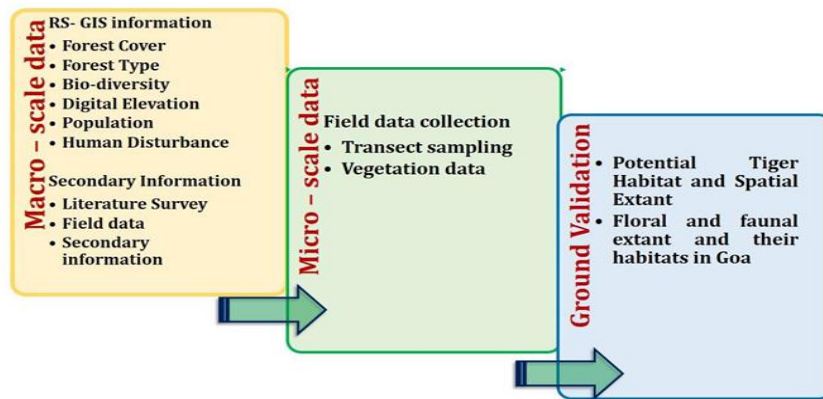 Macro – scale data
RS- GIS information
• Forest Cover
• Forest Type
• Bio-diversity
• Digital Elevation
• Population
• Human Disturbance
Secondary Information
• Literature Survey
• Field data
• Secondary
information
Micro – scale data
Field data collection
• Transect sampling
• Vegetation data
Ground Validation
• Potential Tiger
Habitat and Spatial
Extant
• Floral and faunal
extant and their
habitats in Goa